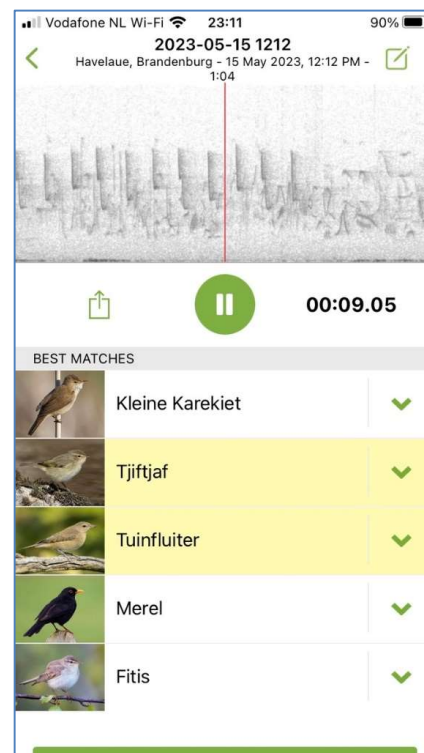 Vodafone NL Wi-Fi 23:11 90%
2023-05-15 1212
Havelaue, Brandenburg - 15 May 2023, 12:12 PM -
1:04
00:09.05
BEST MATCHES
Kleine Karekiet
Tjiftjaf
Tuinfluiter
Merel
Fitis